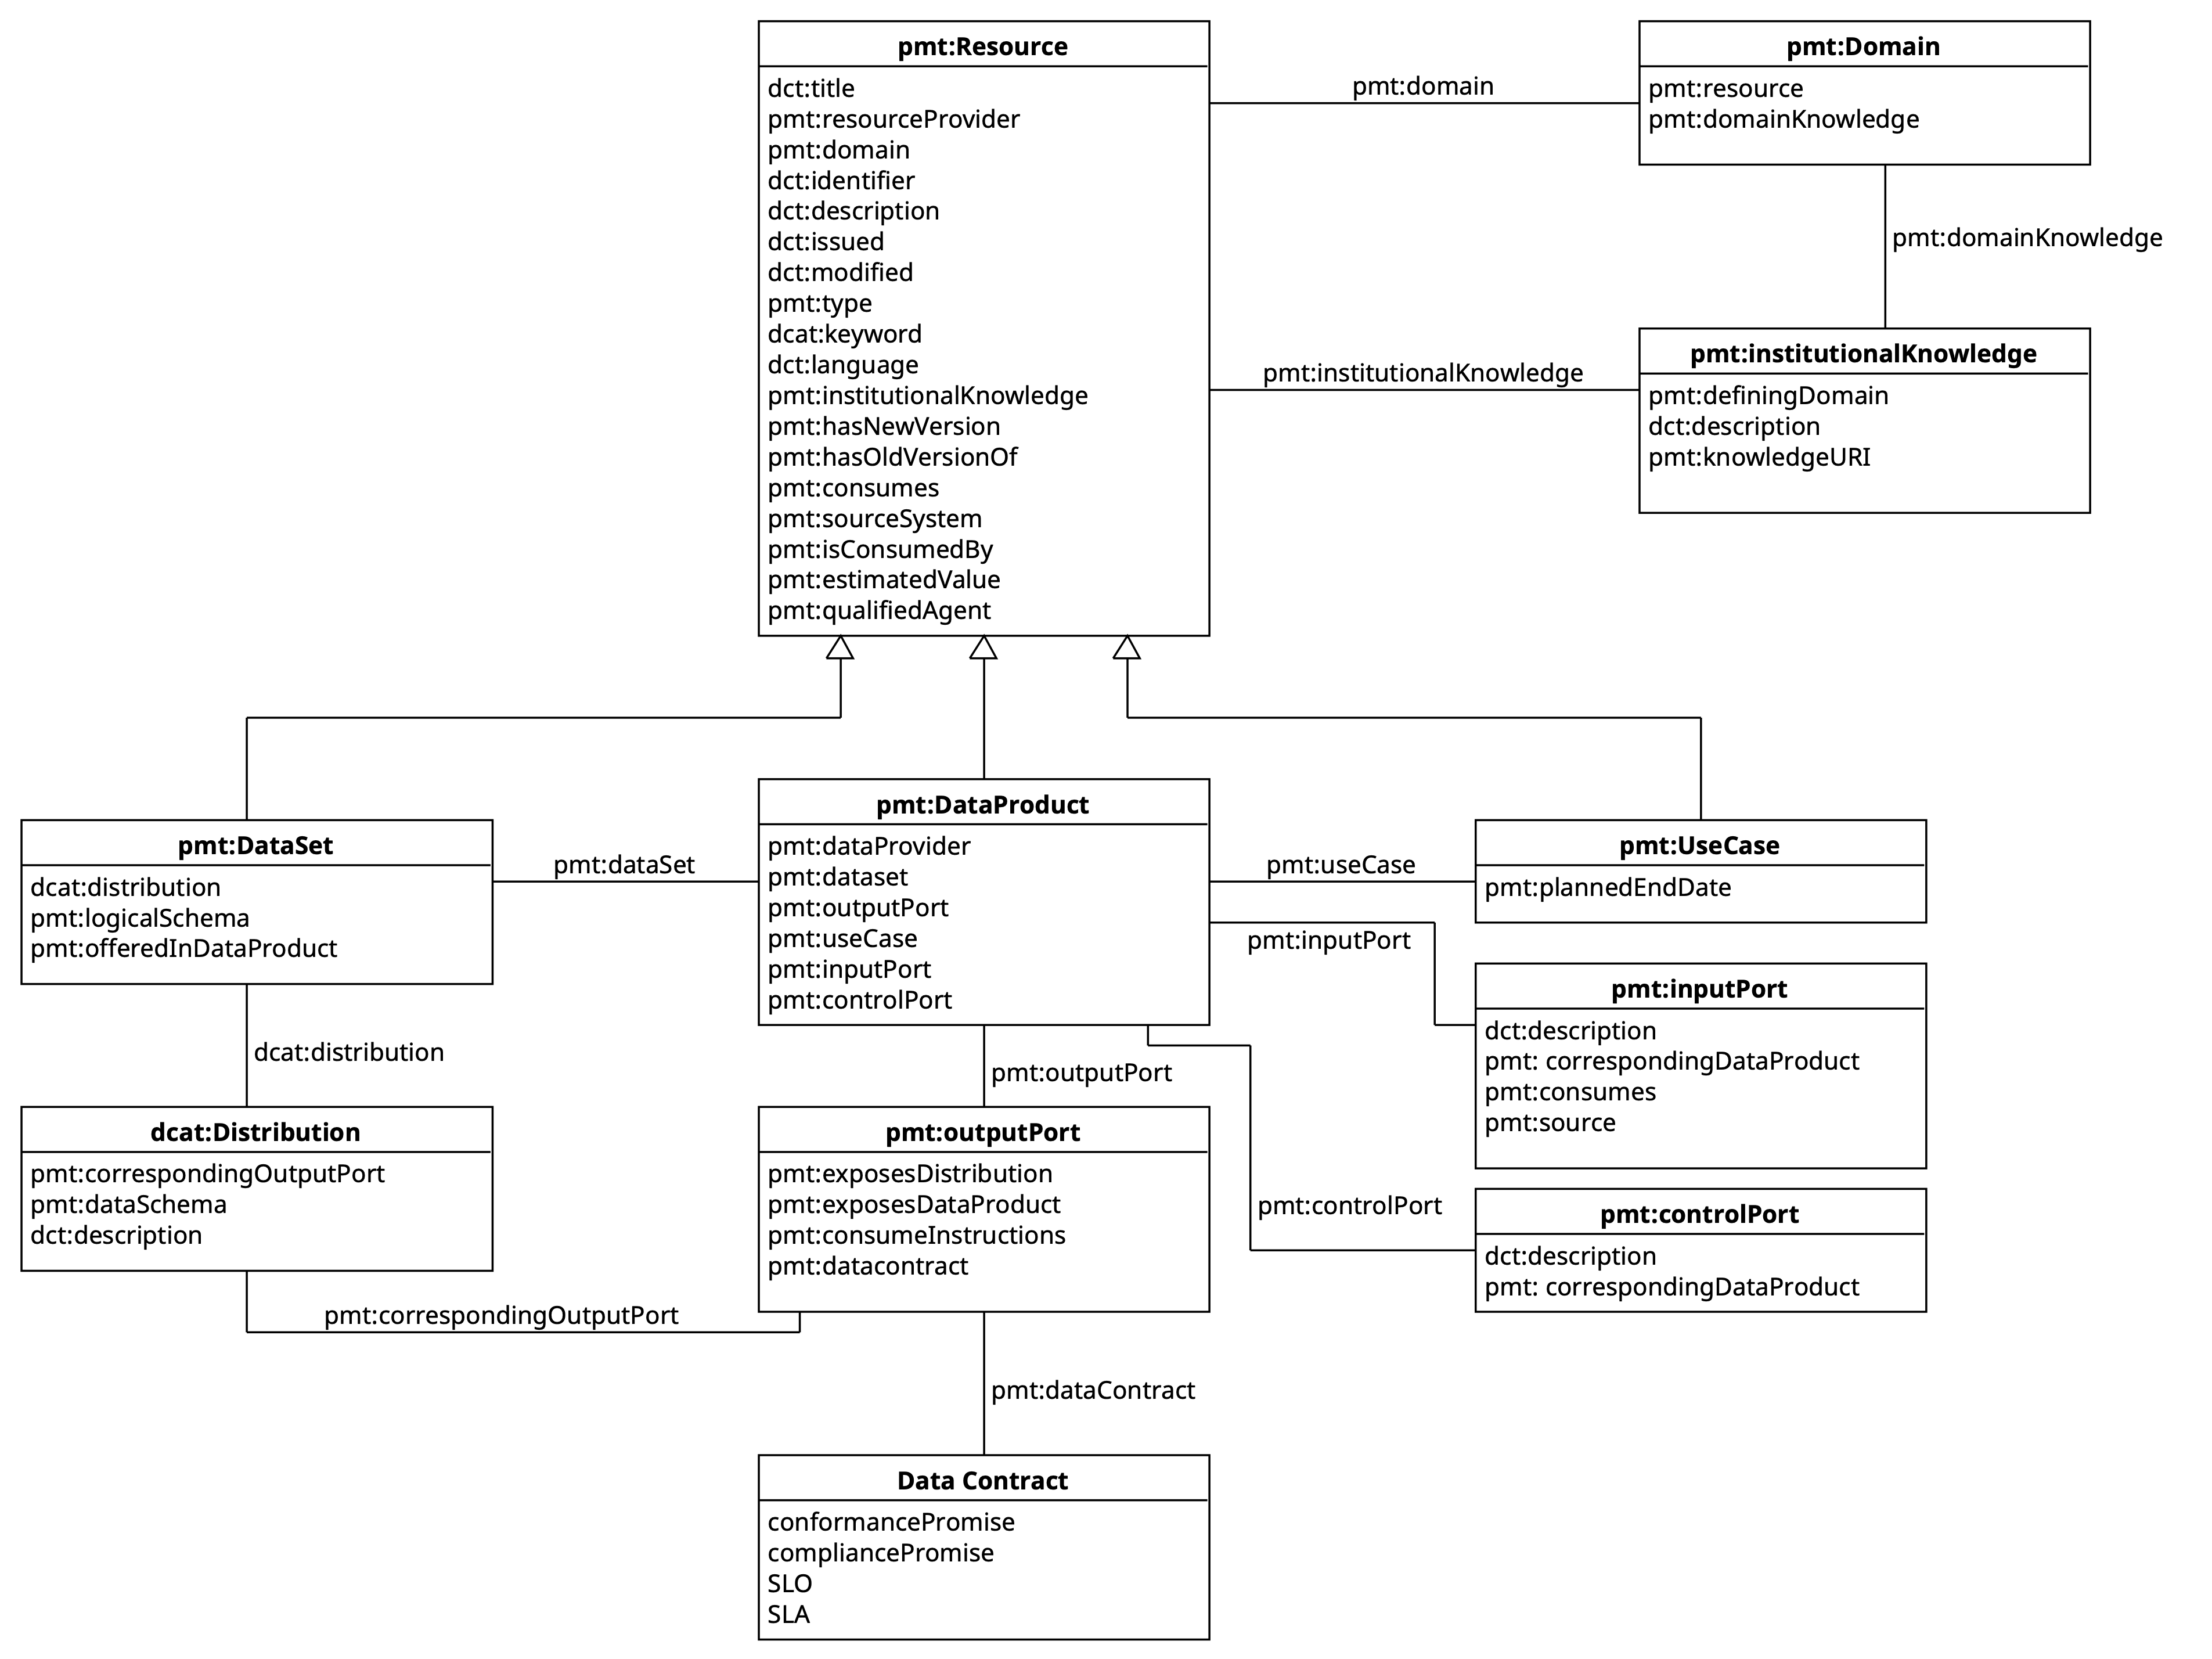 pmt:Resource
dct:title
pmt:resourceProvider
pmt:domain
dct:identifier
dct:description
dct:issued
dct:modified
pmt:type
dcat:keyword
dct:language
pmt:institutionalKnowledge
pmt:hasNewVersion
pmt:hasOldVersionOf
pmt:consumes
pmt:sourceSystem
pmt:isConsumedBy
pmt:estimatedValue
pmt:qualifiedAgent
pmt:domain
pmt:Domain
pmt:resource
pmt:domainKnowledge
pmt:domainKnowledge
pmt:institutionalKnowledge
pmt:institutionalKnowledge
pmt:definingDomain
dct:description
pmt:knowledgeURI
pmt:DataSet
dcat:distribution
pmt:logicalSchema
pmt:offeredInDataProduct
pmt:dataSet
pmt:DataProduct
pmt:dataProvider
pmt:dataset
pmt:outputPort
pmt:useCase
pmt:inputPort
pmt:controlPort
pmt:useCase
pmt:UseCase
pmt:plannedEndDate
pmt:inputPort
pmt:inputPort
dct:description
pmt: correspondingDataProduct
pmt:consumes
pmt:source
dcat:distribution
pmt:outputPort
dcat:Distribution
pmt:correspondingOutputPort
pmt:dataSchema
dct:description
pmt:outputPort
pmt:exposesDistribution
pmt:exposesDataProduct
pmt:consumeInstructions
pmt:datacontract
pmt:controlPort
pmt:controlPort
dct:description
pmt: correspondingDataProduct
pmt:correspondingOutputPort
pmt:dataContract
Data Contract
conformancePromise
compliancePromise
SLO
SLA